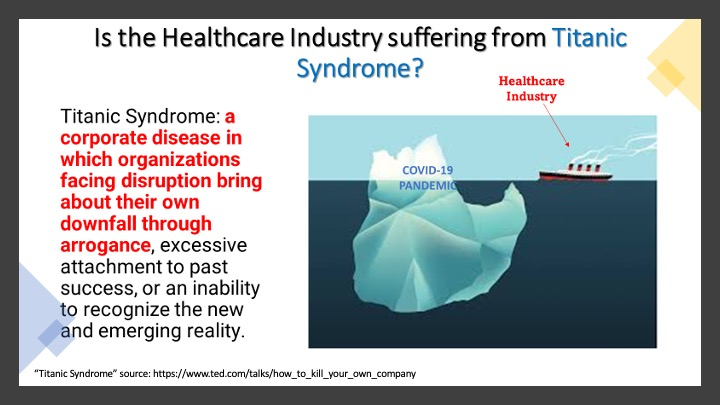 Is the Healthcare Industry suffering from Titanic
Syndrome?
Healthcare
Industry
Titanic Syndrome: a
corporate disease in
which organizations
facing disruption bring
about their own
downfall through
arrogance, excessive
attachment to past
success, or an inability
to recognize the new
and emerging reality.
COVID-19
PANDEMIC
“Titanic Syndrome” source: https://www.ted.com/talks/how_to_kill_your_own_company